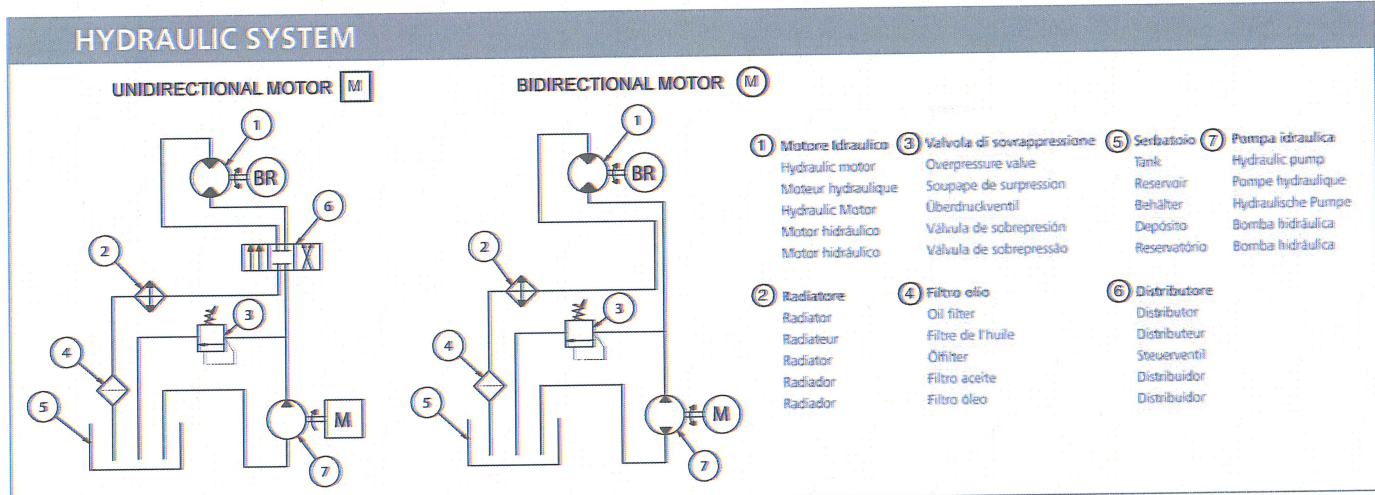 HYDRAULIC SYSTEM
UNIDIRECTIONAL MOTOR M
1
BR
6
2
3
4
5
M
7
BIDIRECTIONAL MOTOR M
1
BR
2
3
4
5
M
7
1 Motore Idraulico
Hydraulic motor
Moteur hydraulique
Hydraulic Motor
Motor hidráulico
Motor hidráulico
3 Valvola di sovrappressione
Overpressure valve
Soupape de surpression
Überdruckventil
Válvula de sobrepresión
Válvula de sobrepressão
5 Serbatoio
Tank
Reservoir
Behälter
Depósito
Reservatório
7 Pompa idraulica
Hydraulic pump
Pompe hydraulique
Hydraulische Pumpe
Bomba hidráulica
Bomba hidráulica
2 Radiatore
Radiator
Radiateur
Radiator
Radiador
Radiador
4 Filtro olio
Oil filter
Filtre de l'huile
Ölfilter
Filtro aceite
Filtro óleo
6 Distributore
Distributor
Distributeur
Steuerventil
Distribuidor
Distribuidor